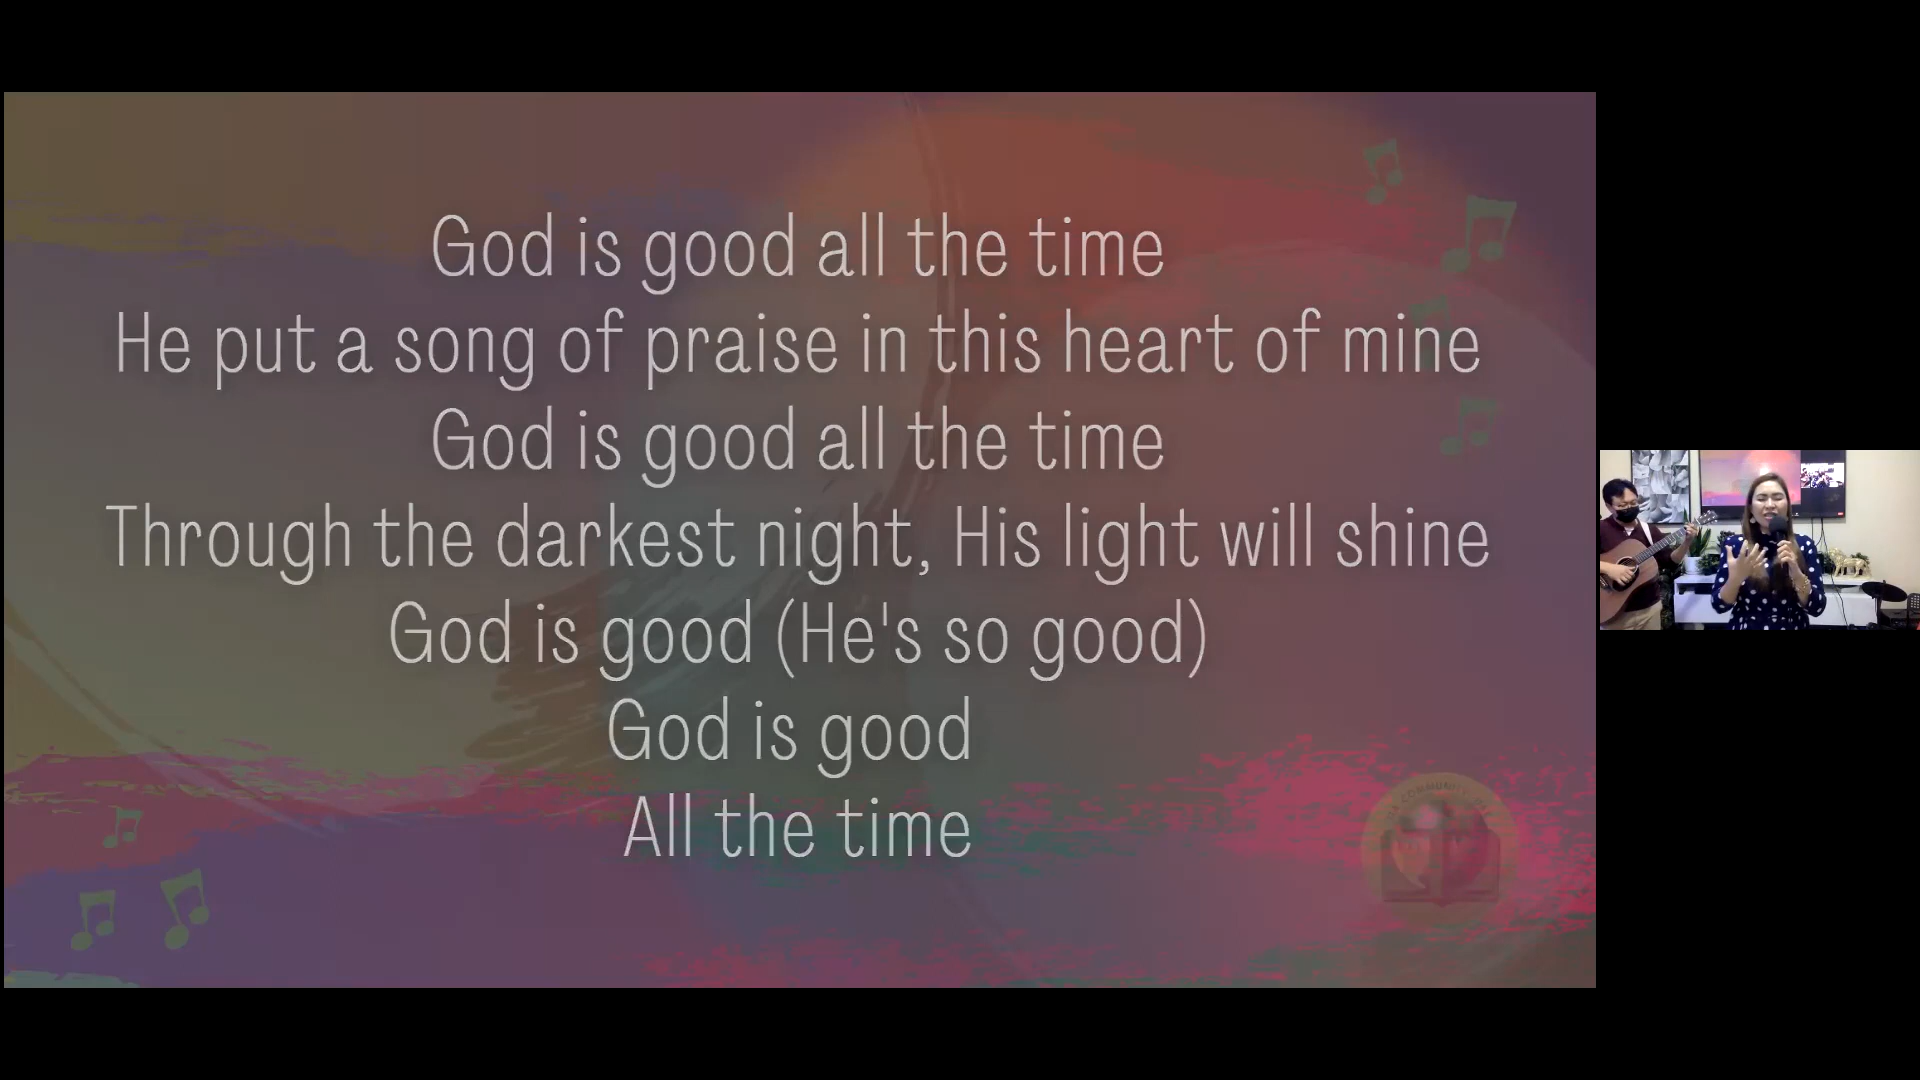 God is good all the time
He put a song of praise in this heart of mine
God is good all the time
Through the darkest night, His light will shine
God is good (He's so good)
God is good
All the time
COMMUNITY